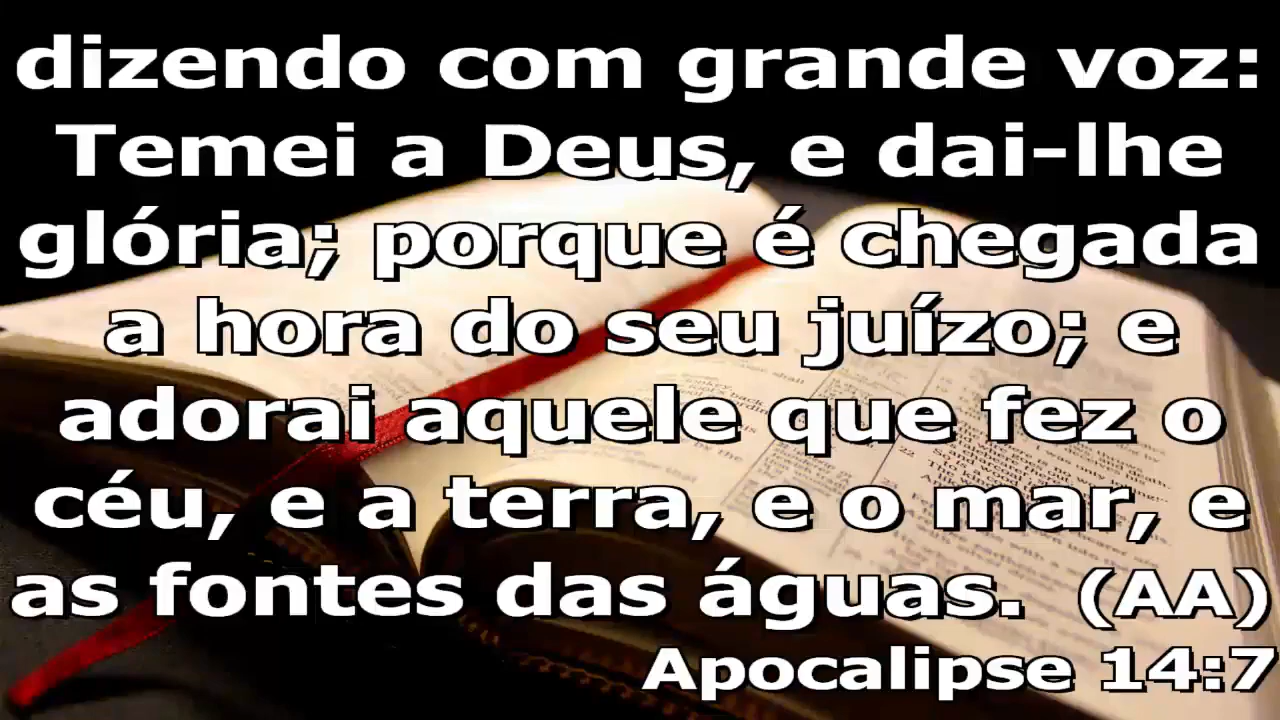 dizendo com grande voz:
Temei a Deus, e dai-lhe
glória; porque é chegada
a hora do seu juízo; e
adorai aquele que fez o
céu, e a terra, e o mar, e
as fontes das águas. (AA)
Apocalipse 14:7